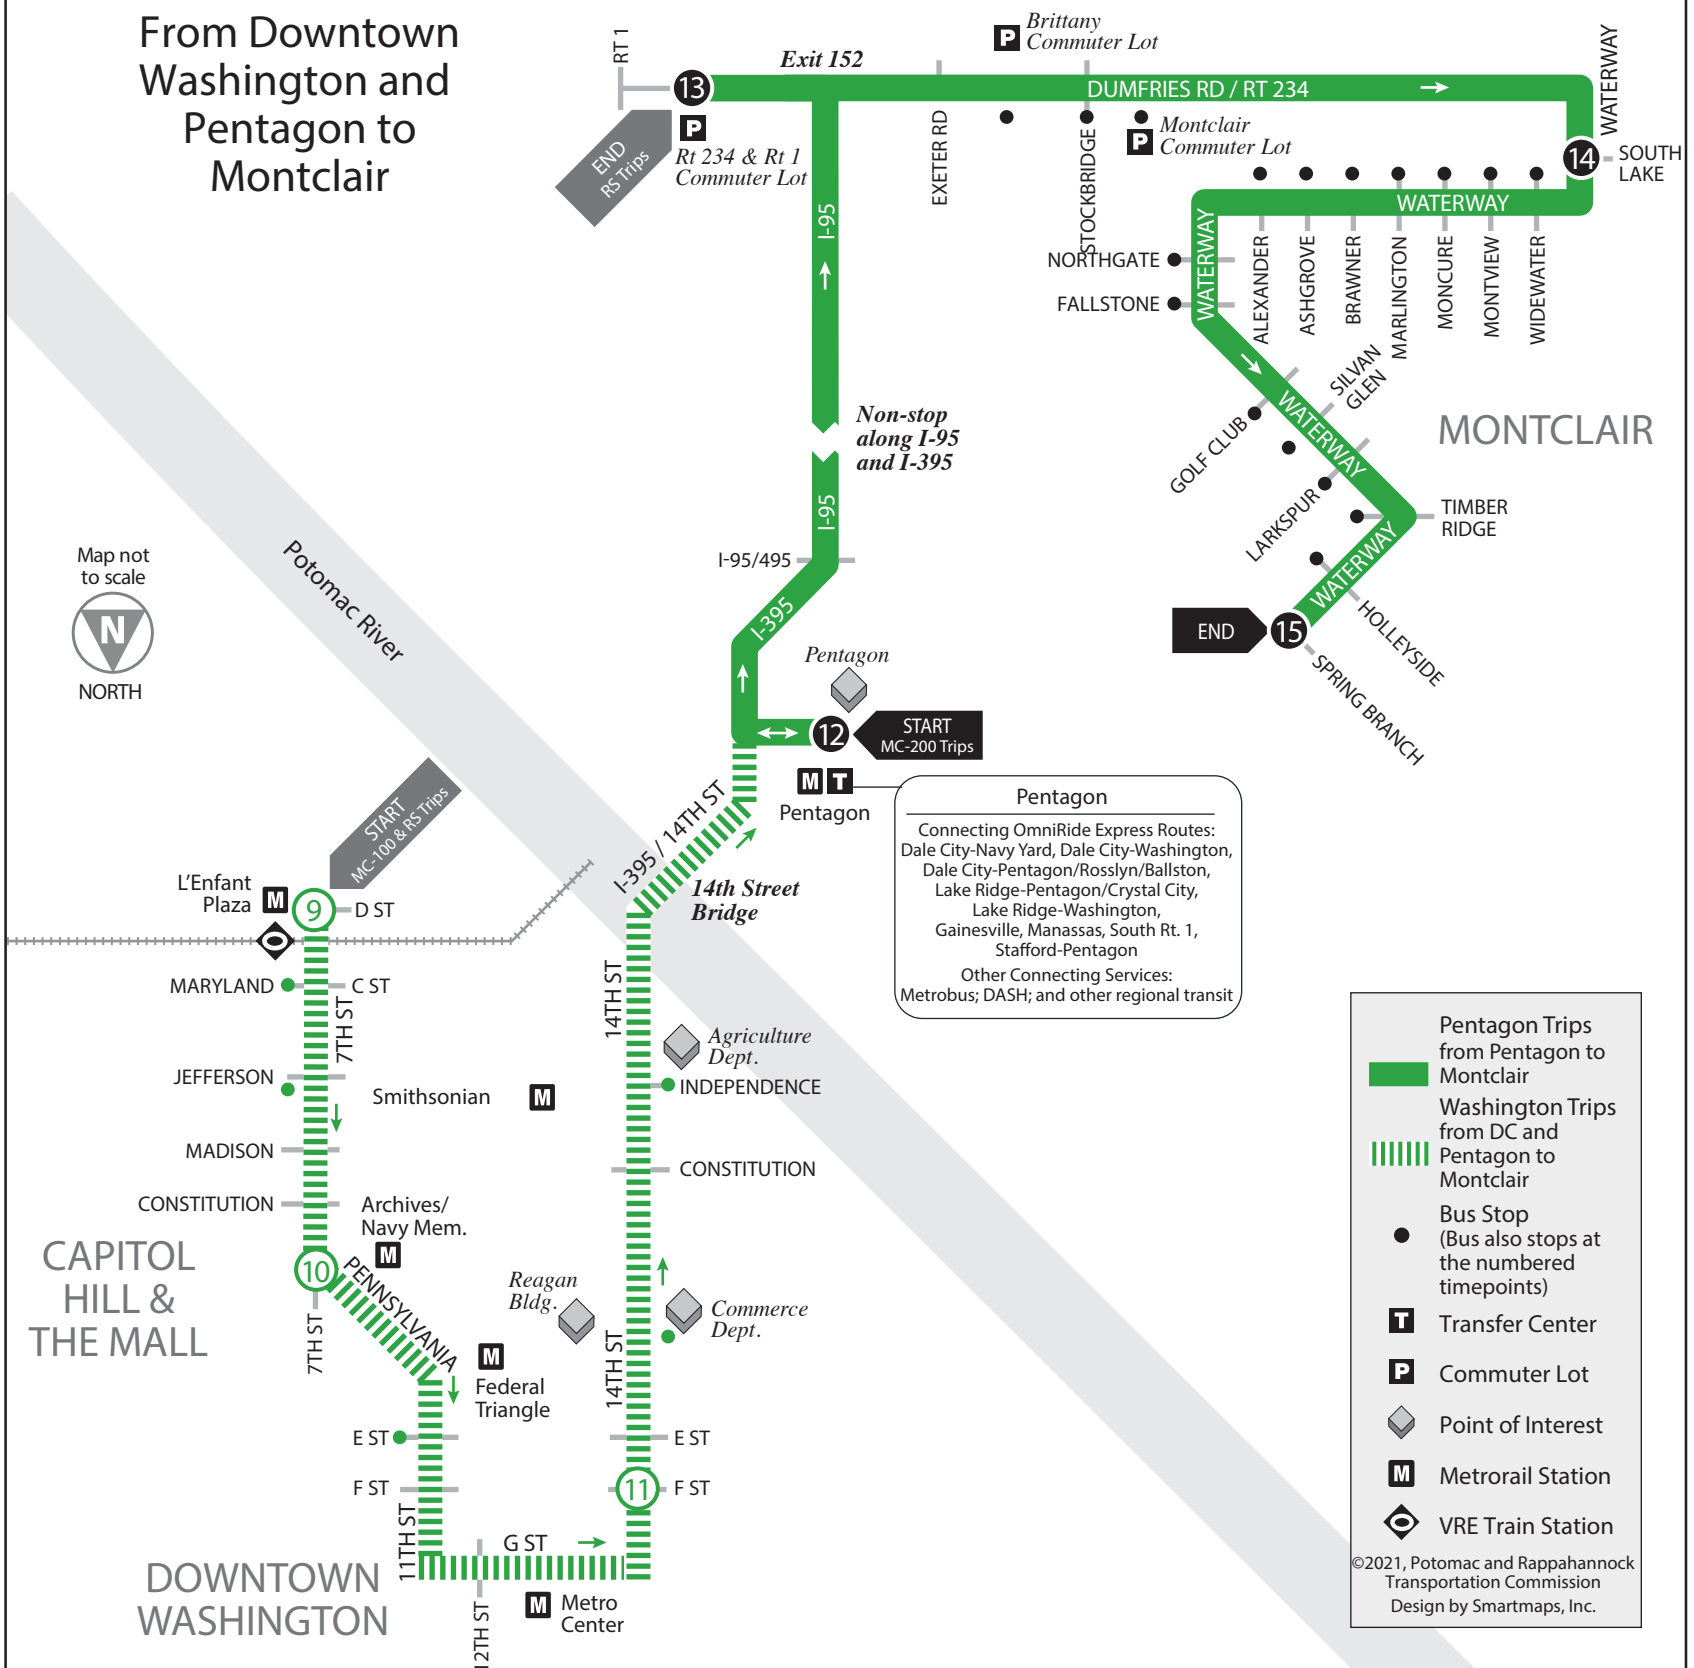 From Downtown
Washington and
Pentagon to
Montclair
RT 1
13
END
RS Trips
P
Rt 234 & Rt 1
Commuter Lot
Exit 152
P
Brittany
Commuter Lot
DUMFRIES RD / RT 234
EXETER RD
STOCKBRIDGE
P
Montclair
Commuter Lot
WATERWAY
14
SOUTH
LAKE
WATERWAY
ALEXANDER
ASHGROVE
BRAWNER
MARLINGTON
MONCURE
MONTVIEW
WIDEWATER
WATERWAY
NORTHGATE
FALLSTONE
SILVAN
GLEN
WATERWAY
GOLF CLUB
LARKSPUR
MONTCLAIR
TIMBER
RIDGE
WATERWAY
HOLLEYSIDE
END
15
SPRING BRANCH
I-95
Non-stop
along I-95
and I-395
I-95
I-95/495
I-395
Map not
to scale
N
NORTH
Potomac River
Pentagon
12
START
MC-200 Trips
M
T
Pentagon
Pentagon
Connecting OmniRide Express Routes:
Dale City-Navy Yard, Dale City-Washington,
Dale City-Pentagon/Rosslyn/Ballston,
Lake Ridge-Pentagon/Crystal City,
Lake Ridge-Washington,
Gainesville, Manassas, South Rt. 1,
Stafford-Pentagon
Other Connecting Services:
Metrobus; DASH; and other regional transit
I-395 / 14TH ST
14th Street
Bridge
START
MC-100 & RS Trips
L'Enfant
Plaza
M
9
D ST
MARYLAND
C ST
7TH ST
JEFFERSON
Smithsonian
M
MADISON
CONSTITUTION
Archives/
Navy Mem.
M
CAPITOL
HILL &
THE MALL
10
7TH ST
PENNSYLVANIA
M
Federal
Triangle
E ST
F ST
11TH ST
G ST
12TH ST
M
Metro
Center
DOWNTOWN
WASHINGTON
14TH ST
Agriculture
Dept.
INDEPENDENCE
CONSTITUTION
Reagan
Bldg.
Commerce
Dept.
14TH ST
E ST
11
F ST
Pentagon Trips
from Pentagon to
Montclair
Washington Trips
from DC and
Pentagon to
Montclair
Bus Stop
(Bus also stops at
the numbered
timepoints)
T
Transfer Center
P
Commuter Lot
Point of Interest
M
Metrorail Station
VRE Train Station
©2021, Potomac and Rappahannock
Transportation Commission
Design by Smartmaps, Inc.